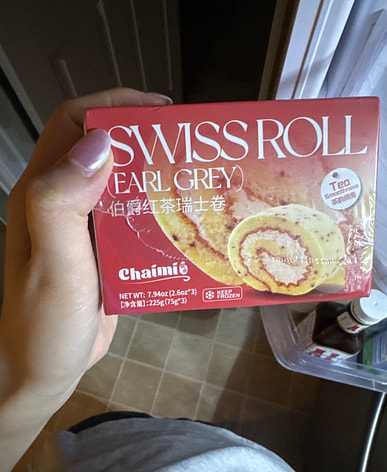 SWISS ROLL
(EARL GREY)
伯爵红茶瑞士卷
Tea
Smoothness
Chaimie
NET WT: 7.94oz (2.6oz*3)
【净含量】: 225g (75g*3)
KEEP
FROZEN